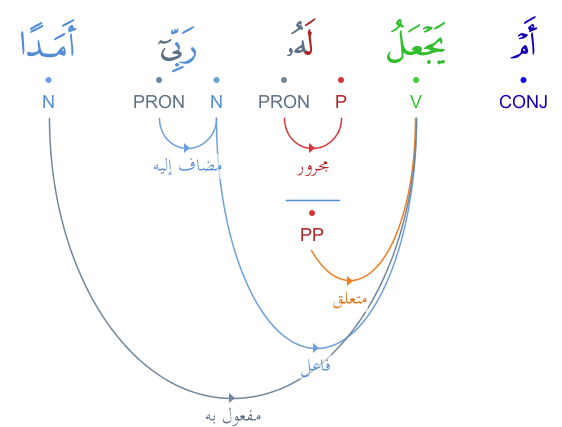 أَمْ يَجْعَلُ لَهُۥ رَبِّىٓ أَمَدًا
CONJ V P PRON N PRON N
مجرور مضاف إليه
PP
متعلق
فاعل
مفعول به